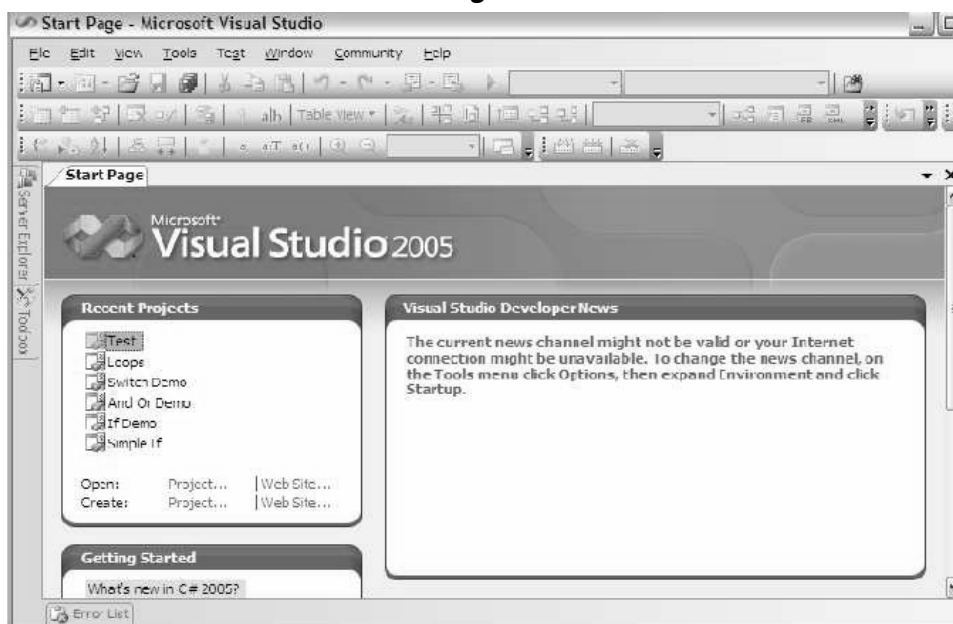 Start Page - Microsoft Visual Studio
File Edit View Tools Test Window Community Help
Table View
Start Page
Server Explorer
Toolbox
Microsoft
Visual Studio 2005
Recent Projects
Test
Loops
Switch Demo
And Or Demo
If Demo
Simple If
Open: Project... Web Site...
Create: Project... Web Site...
Getting Started
What's new in C# 2005?
Visual Studio Developer News
The current news channel might not be valid or your Internet
connection might be unavailable. To change the news channel, on
the Tools menu click Options, then expand Environment and click
Startup.
Error List